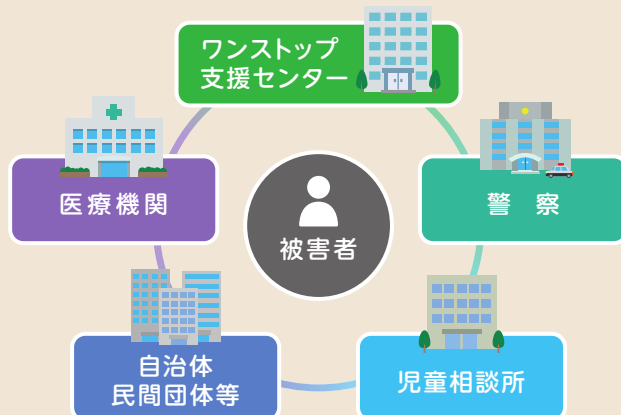 ワンストップ
支援センター
医療機関
警 察
被害者
自治体
民間団体等
児童相談所